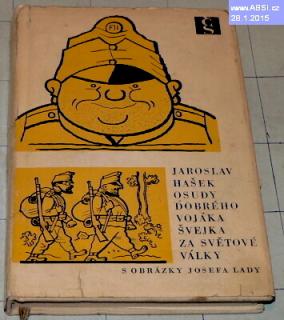 www.ABSI.cz
28.1.2015
g
JAROSLAV
HAŠEK
OSUDY
DOBRÉHO
VOJÁKA
ŠVEJKA
ZA SVĚTOVÉ
VÁLKY
S OBRÁZKY JOSEFA LADY